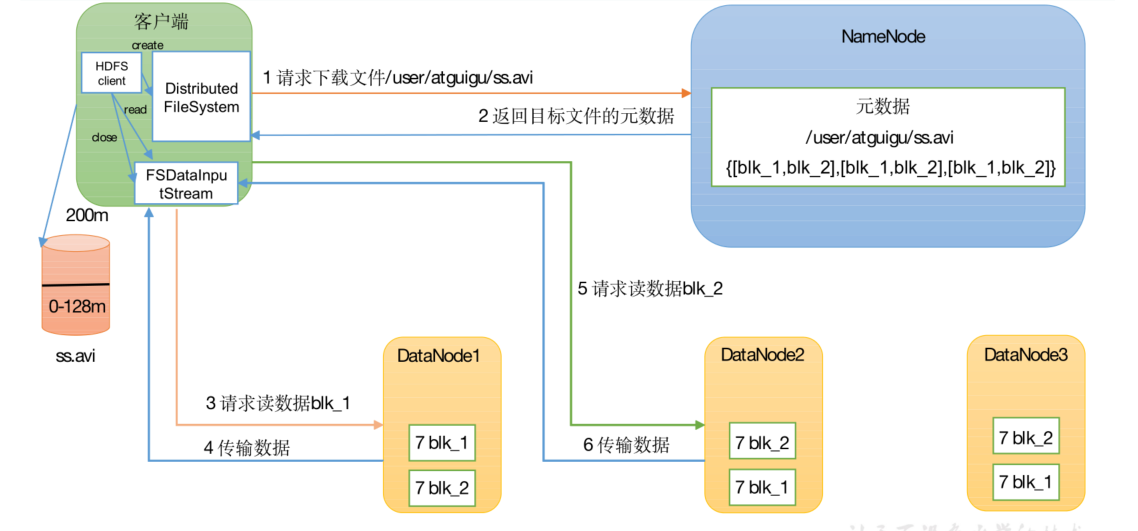 客户端
create
HDFS
client
Distributed
FileSystem
read
close
FSDataInpu
tStream
1 请求下载文件/user/atguigu/ss.avi
2 返回目标文件的元数据
NameNode
元数据
/user/atguigu/ss.avi
{[blk_1,blk_2],[blk_1,blk_2],[blk_1,blk_2]}
200m
0-128m
ss.avi
5 请求读数据blk_2
3 请求读数据blk_1
4 传输数据
6 传输数据
DataNode1
7 blk_1
7 blk_2
DataNode2
7 blk_2
7 blk_1
DataNode3
7 blk_2
7 blk_1